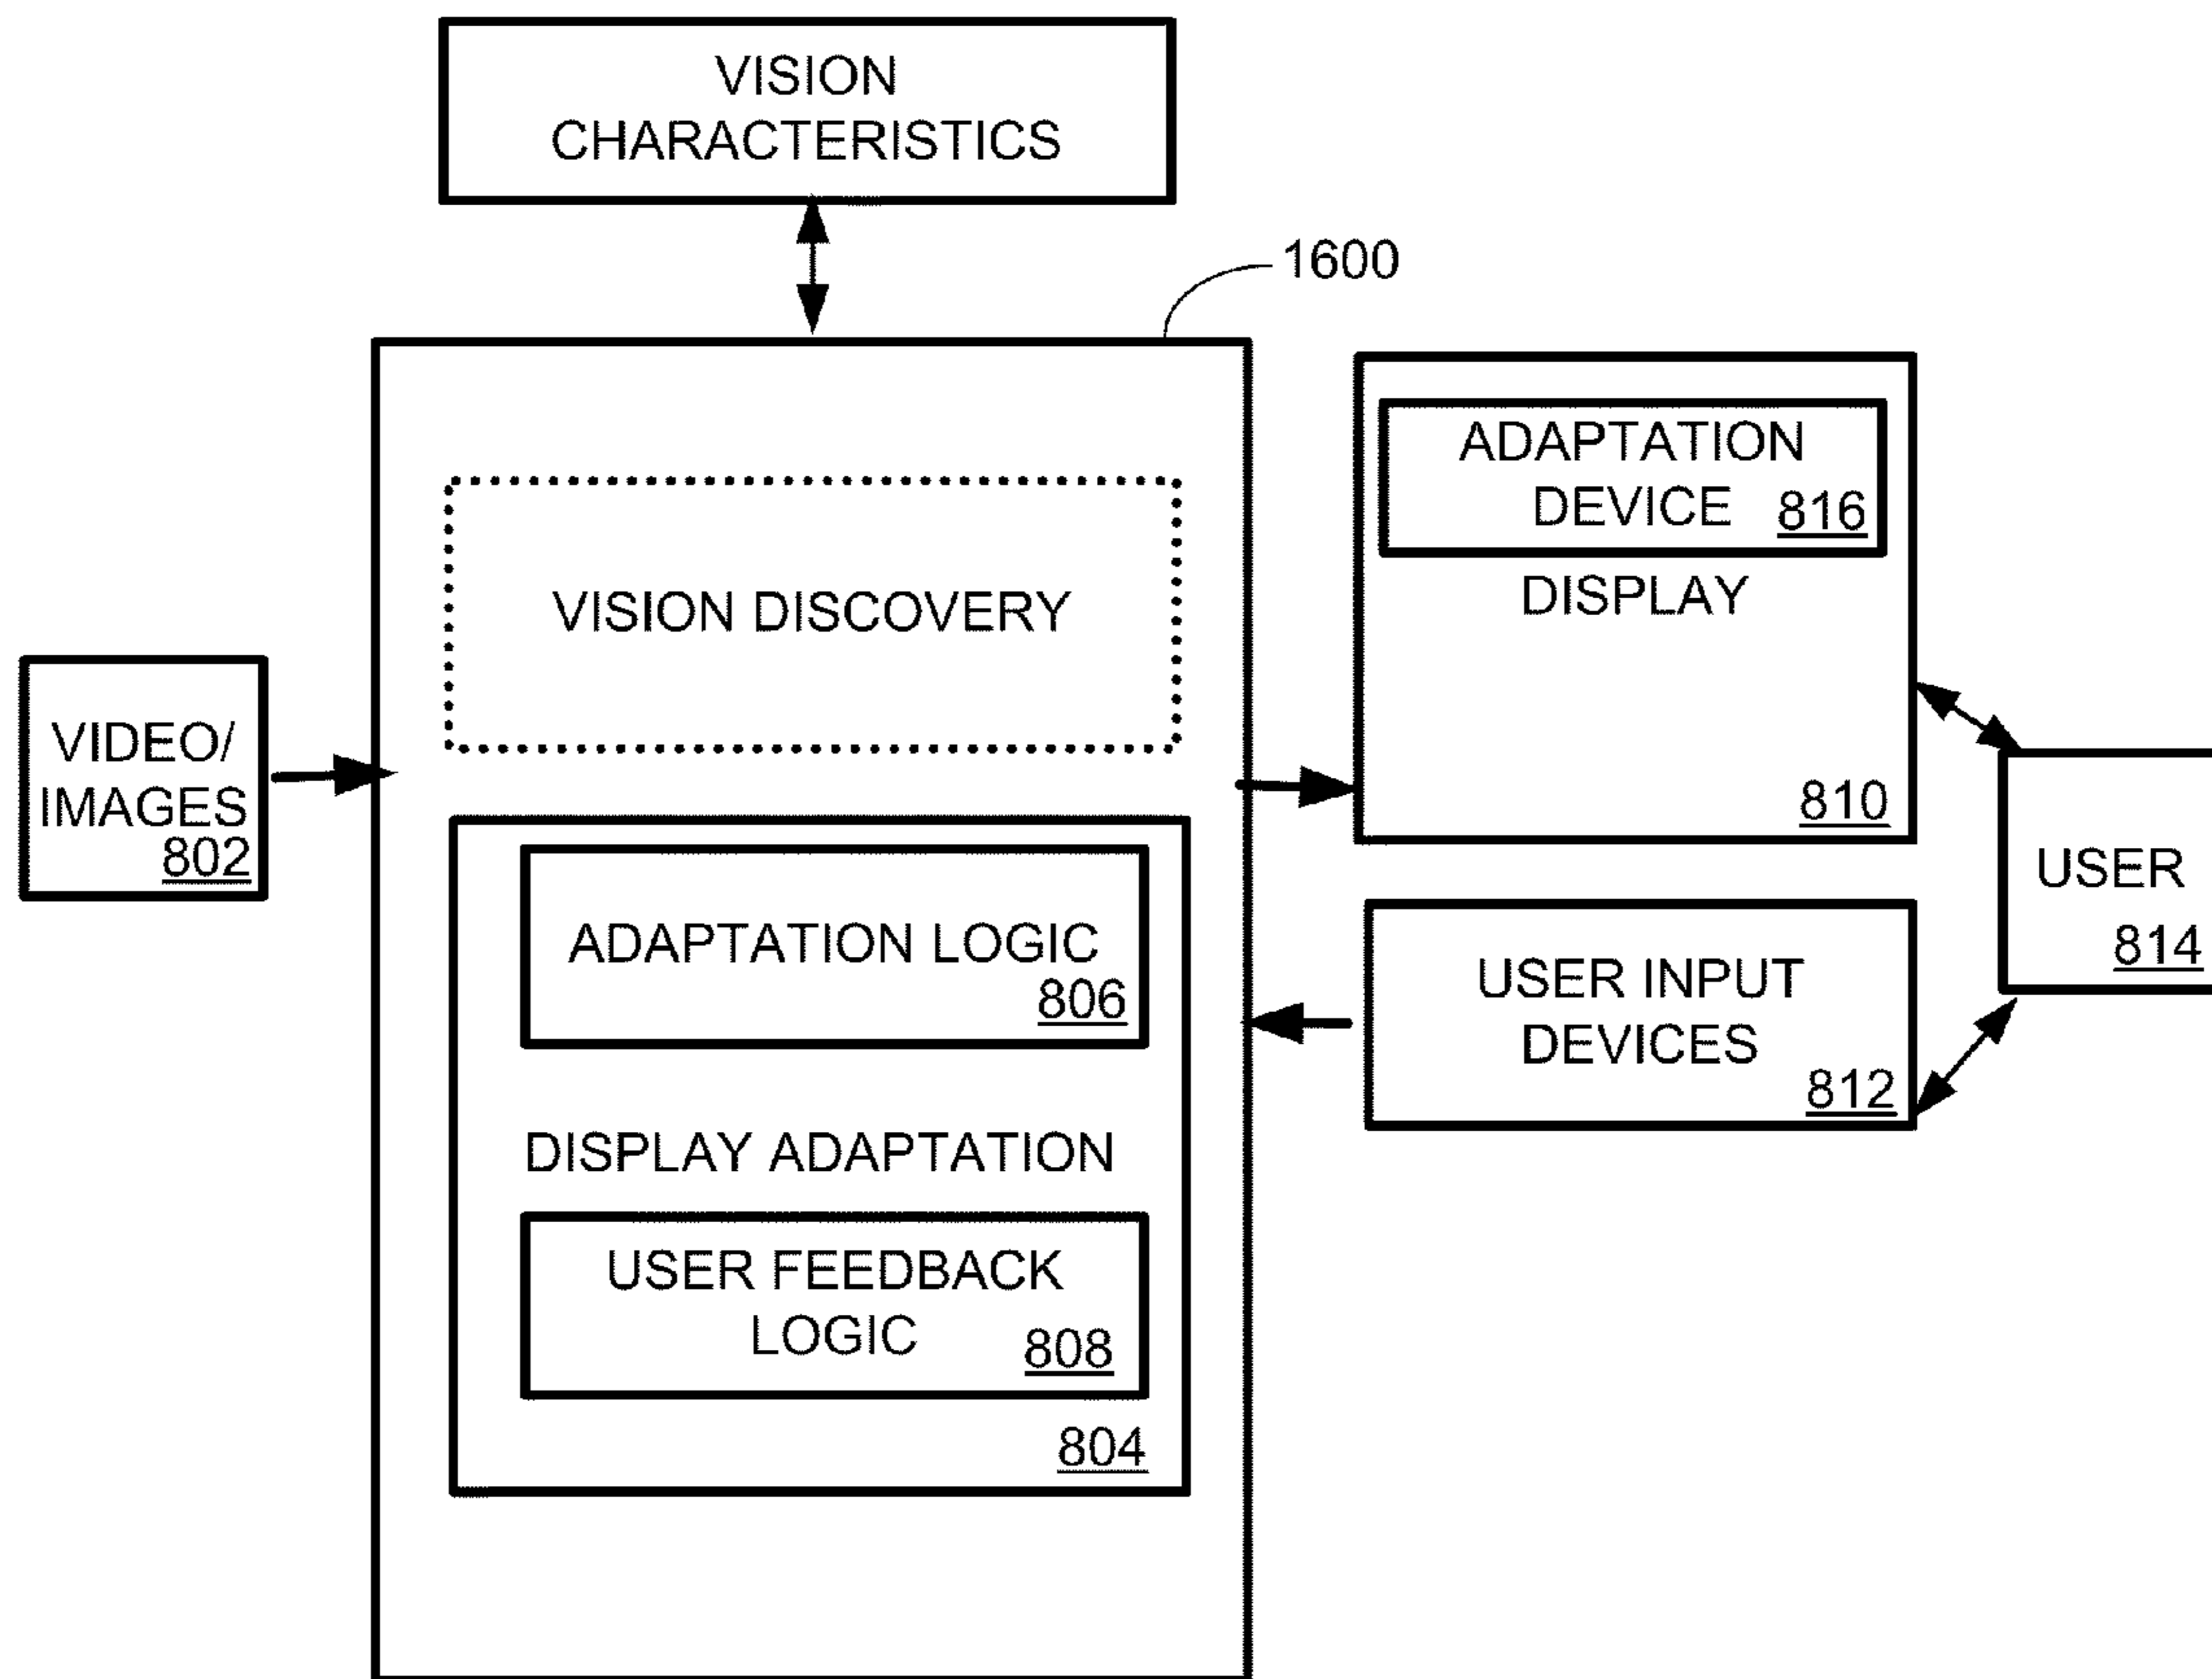 VISION
CHARACTERISTICS
1600
VISION DISCOVERY
VIDEO/
IMAGES
802
ADAPTATION LOGIC
806
DISPLAY ADAPTATION
USER FEEDBACK
LOGIC
808
804
ADAPTATION
DEVICE 816
DISPLAY
810
USER INPUT
DEVICES
812
USER
814